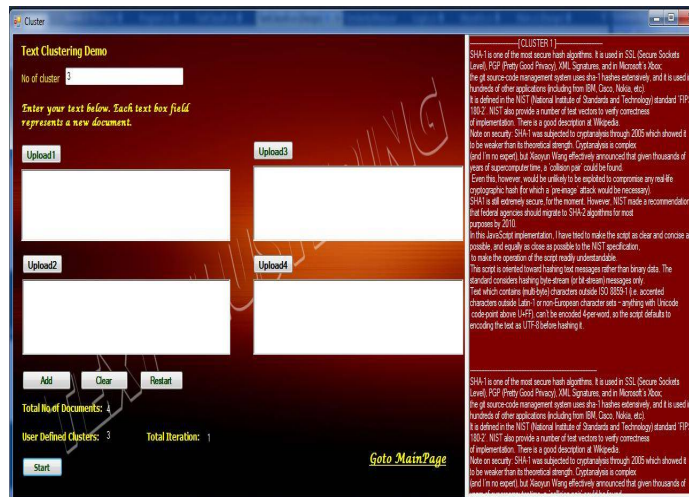 Cluster
Text Clustering Demo
No of cluster 3
Enter your text below. Each text box field
represents a new document.
Upload1
Upload3
Upload2
Upload4
Add Clear Restart
Total No of Documents: 4
User Defined Clusters: 3 Total Iteration: 1
Start
Goto MainPage
TEXT CLUSTERING
[CLUSTER 1]
SHA-1 is one of the most secure hash algorithms. It is used in SSL (Secure Sockets
Level), PGP (Pretty Good Privacy), XML Signatures, and in Microsoft's Xbox;
the git source-code management system uses sha-1 hashes extensively, and it is used in
hundreds of other applications (including from IBM, Cisco, Nokia, etc).
It is defined in the NIST (National Institute of Standards and Technology) standard 'FIPS
180-2'. NIST also provide a number of test vectors to verify correctness
of implementation. There is a good description at Wikipedia.
Note on security: SHA-1 was subjected to cryptanalysis through 2005 which showed it
to be weaker than its theoretical strength. Cryptanalysis is complex
(and I'm no expert), but Xiaoyun Wang effectively announced that given thousands of
years of supercomputer time, a 'collision pair' could be found.
Even this, however, would be unlikely to be exploited to compromise any real-life
cryptographic hash (for which a 'pre-image' attack would be necessary).
SHA1 is still extremely secure, for the moment. However, NIST made a recommendation
that federal agencies should migrate to SHA-2 algorithms for most
purposes by 2010.
In this JavaScript implementation, I have tried to make the script as clear and concise as
possible, and equally as close as possible to the NIST specification,
to make the operation of the script readily understandable.
This script is oriented toward hashing text messages rather than binary data. The
standard considers hashing byte-stream (or bit-stream) messages only.
Text which contains (multi-byte) characters outside ISO 8859-1 (i.e. accented
characters outside Latin-1 or non-European character sets – anything with Unicode
code-point above U+FF), can't be encoded 4-per-word, so the script defaults to
encoding the text as UTF-8 before hashing it.
SHA-1 is one of the most secure hash algorithms. It is used in SSL (Secure Sockets
Level), PGP (Pretty Good Privacy), XML Signatures, and in Microsoft's Xbox;
the git source-code management system uses sha-1 hashes extensively, and it is used in
hundreds of other applications (including from IBM, Cisco, Nokia, etc).
It is defined in the NIST (National Institute of Standards and Technology) standard 'FIPS
180-2'. NIST also provide a number of test vectors to verify correctness
of implementation. There is a good description at Wikipedia.
Note on security: SHA-1 was subjected to cryptanalysis through 2005 which showed it
to be weaker than its theoretical strength. Cryptanalysis is complex
(and I'm no expert), but Xiaoyun Wang effectively announced that given thousands of